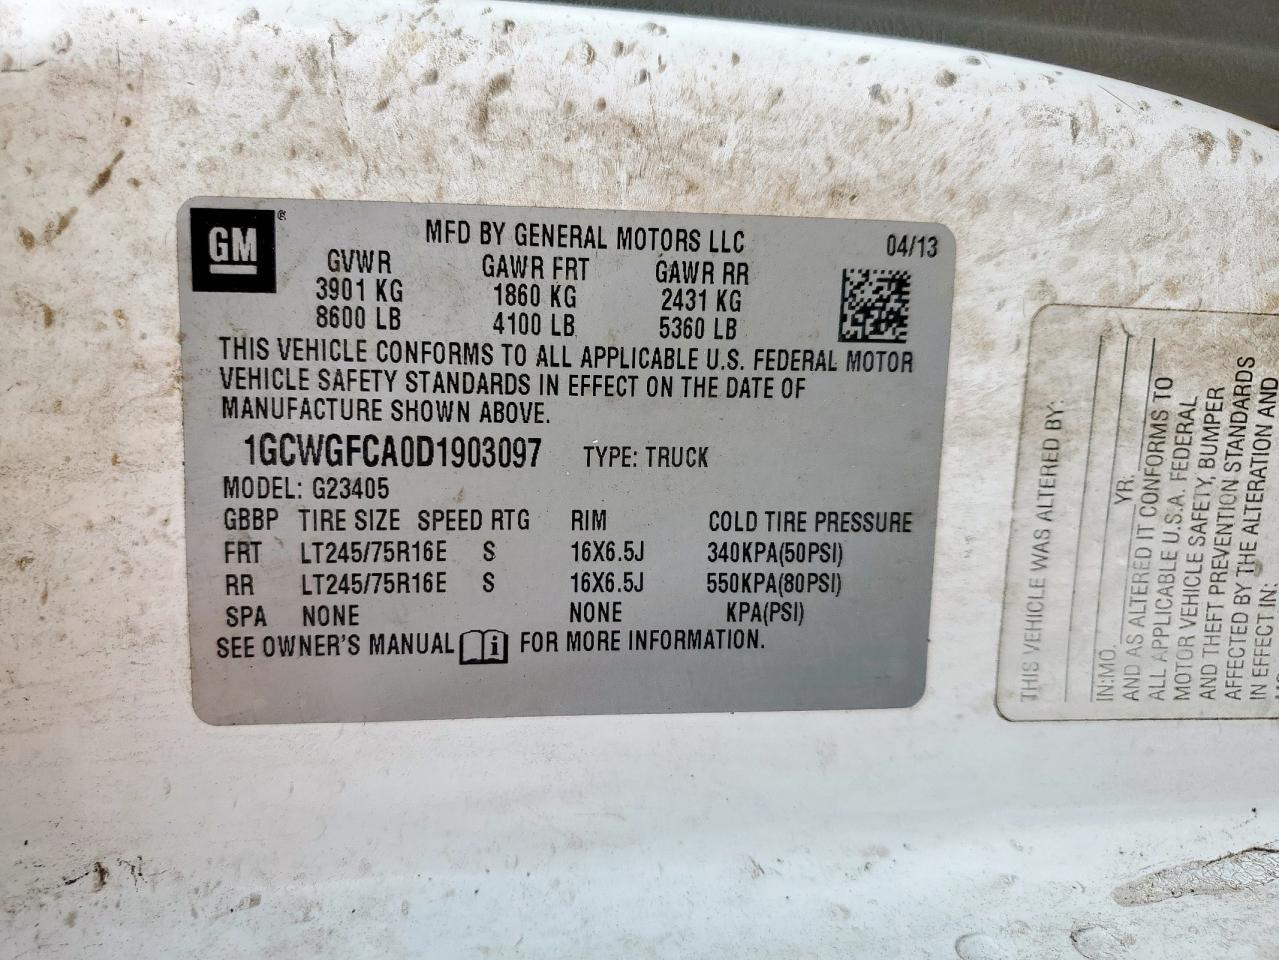 GM
MFD BY GENERAL MOTORS LLC 04/13
GVWR GAWR FRT GAWR RR
3901 KG 1860 KG 2431 KG
8600 LB 4100 LB 5360 LB
THIS VEHICLE CONFORMS TO ALL APPLICABLE U.S. FEDERAL MOTOR
VEHICLE SAFETY STANDARDS IN EFFECT ON THE DATE OF
MANUFACTURE SHOWN ABOVE.
1GCWGFCA0D1903097 TYPE: TRUCK
MODEL: G23405
GBBP TIRE SIZE SPEED RTG RIM COLD TIRE PRESSURE
FRT LT245/75R16E S 16X6.5J 340KPA(50PSI)
RR LT245/75R16E S 16X6.5J 550KPA(80PSI)
SPA NONE NONE KPA(PSI)
SEE OWNER'S MANUAL i FOR MORE INFORMATION.
THIS VEHICLE WAS ALTERED BY:
IN:MO. YR.
AND AS ALTERED IT CONFORMS TO
ALL APPLICABLE U.S.A. FEDERAL
MOTOR VEHICLE SAFETY, BUMPER
AND THEFT PREVENTION STANDARDS
AFFECTED BY THE ALTERATION AND
IN EFFECT IN: